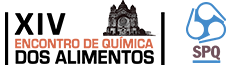 XIV
ENCONTRO DE QUÍMICA
DOS ALIMENTOS
SPQ